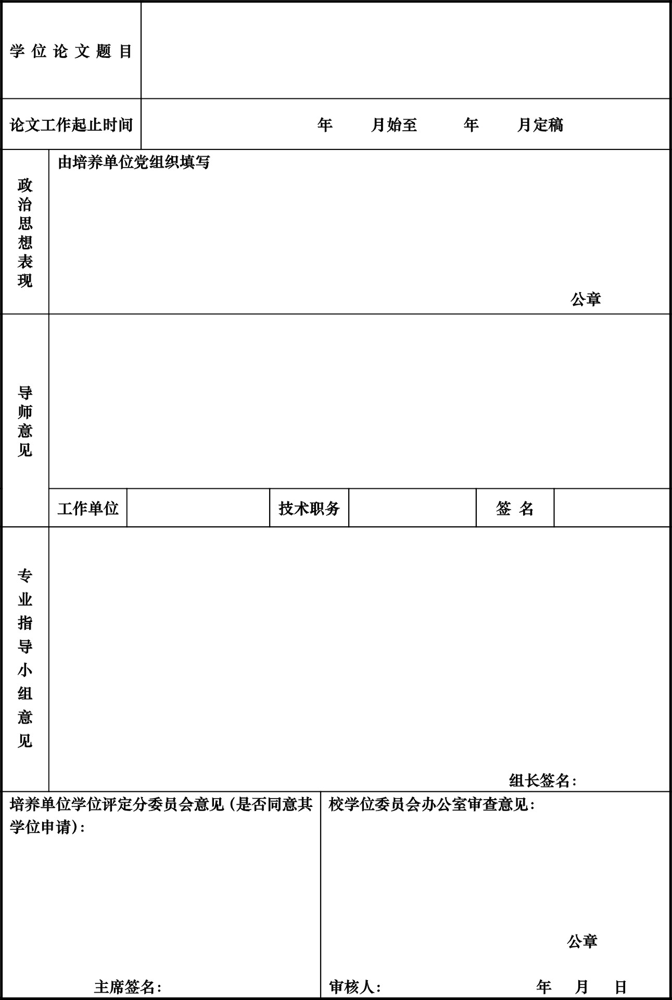 学位论文题目
论文工作起止时间 年 月始至 年 月定稿
政治思想表现
由培养单位党组织填写
公章
导师意见
工作单位 技术职务 签名
专业指导小组意见
组长签名：
培养单位学位评定分委员会意见（是否同意其
学位申请）：
主席签名：
校学位委员会办公室审查意见：
公章
审核人： 年 月 日